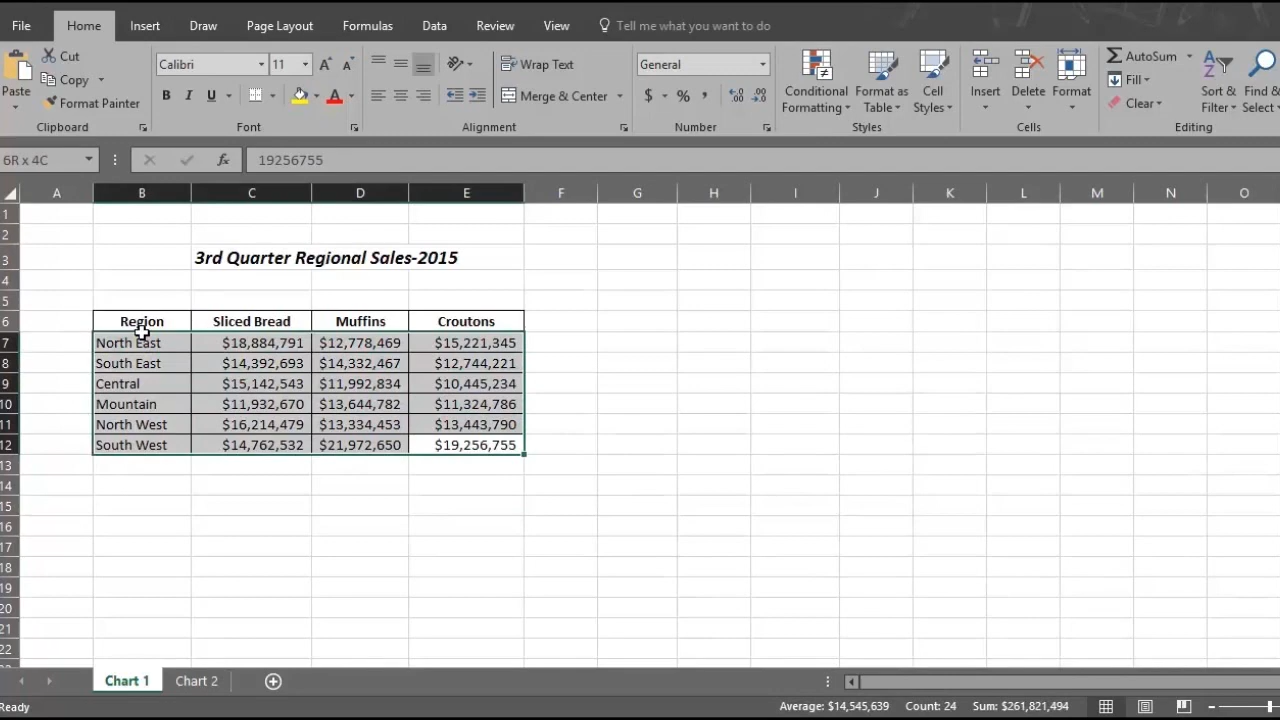 File Home Insert Draw Page Layout Formulas Data Review View Tell me what you want to do
Cut
Copy
Format Painter
Paste
Clipboard
Calibri 11 A A
B I U A
Font
Wrap Text
Merge & Center
Alignment
General
$ % ,
Number
Conditional Formatting
Format as Table
Cell Styles
Styles
Insert Delete Format
Cells
AutoSum
Fill
Clear
Sort & Filter
Find & Select
Editing
6R x 4C fx 19256755
A B C D E F G H I J K L M N O
1
2
3 3rd Quarter Regional Sales-2015
4
5
6 Region Sliced Bread Muffins Croutons
7 North East $18,884,791 $12,778,469 $15,221,345
8 South East $14,392,693 $14,332,467 $12,744,221
9 Central $15,142,543 $11,992,834 $10,445,234
10 Mountain $11,932,670 $13,644,782 $11,324,786
11 North West $16,214,479 $13,334,453 $13,443,790
12 South West $14,762,532 $21,972,650 $19,256,755
13
14
15
16
17
18
19
20
21
22
Chart 1 Chart 2
Ready Average: $14,545,639 Count: 24 Sum: $261,821,494